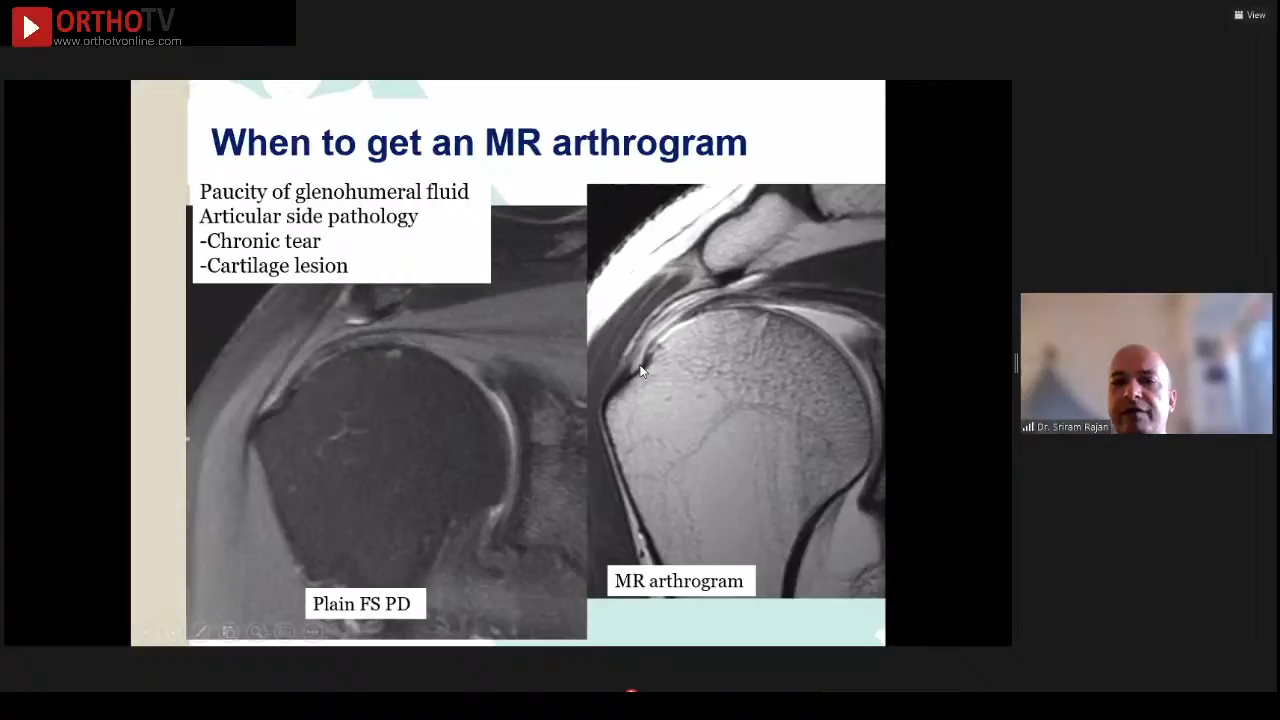 ORTHOTV
www.orthotvonline.com
View
When to get an MR arthrogram
Paucity of glenohumeral fluid
Articular side pathology
-Chronic tear
-Cartilage lesion
Plain FS PD
MR arthrogram
Dr. Sriram Rajan